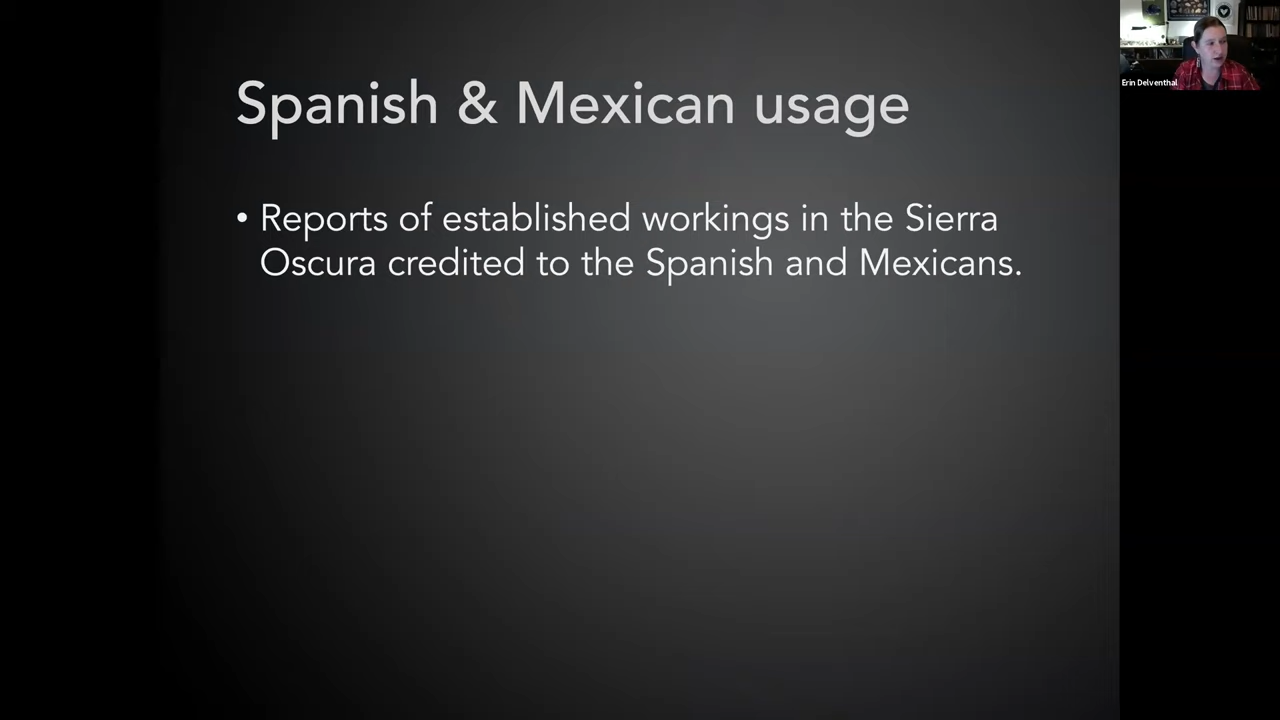 Spanish & Mexican usage
• Reports of established workings in the Sierra
Oscura credited to the Spanish and Mexicans.
Erin Delventhal